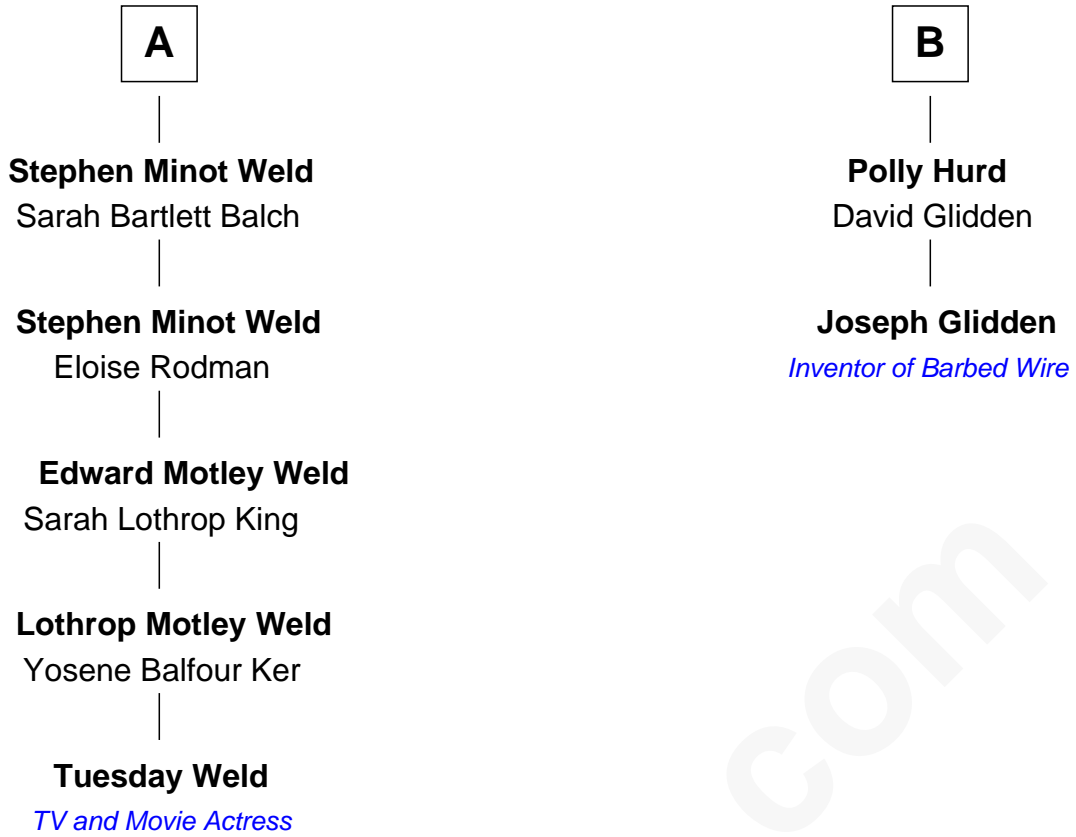 A
Stephen Minot Weld
Sarah Bartlett Balch
Stephen Minot Weld
Eloise Rodman
Edward Motley Weld
Sarah Lothrop King
Lothrop Motley Weld
Yosene Balfour Ker
Tuesday Weld
TV and Movie Actress
B
Polly Hurd
David Glidden
Joseph Glidden
Inventor of Barbed Wire
com